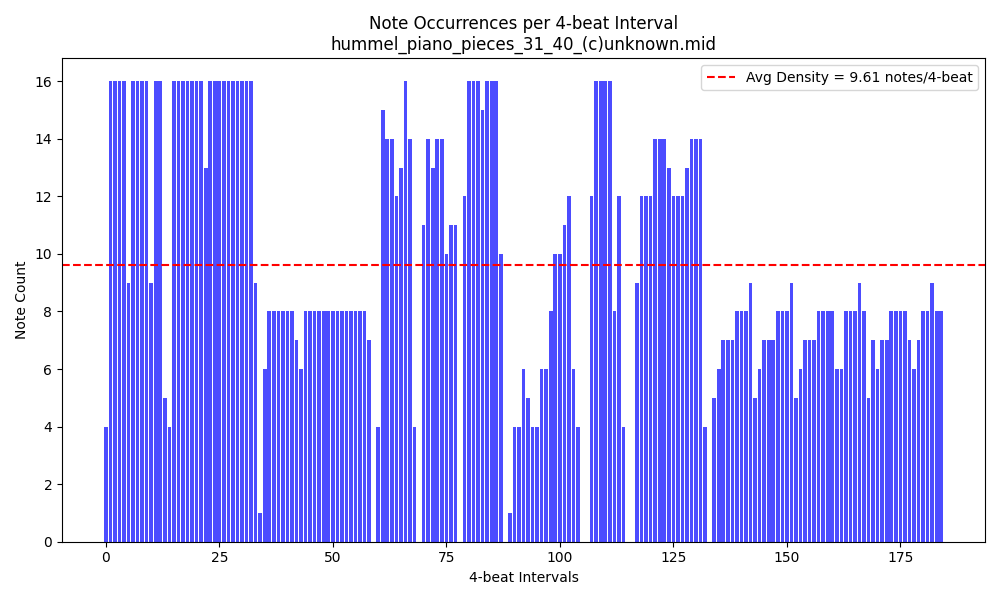 Note Occurrences per 4-beat Interval
hummel_piano_pieces_31_40_(c)unknown.mid
Avg Density = 9.61 notes/4-beat
Note Count
16
14
12
10
8
6
4
2
0
0 25 50 75 100 125 150 175
4-beat Intervals